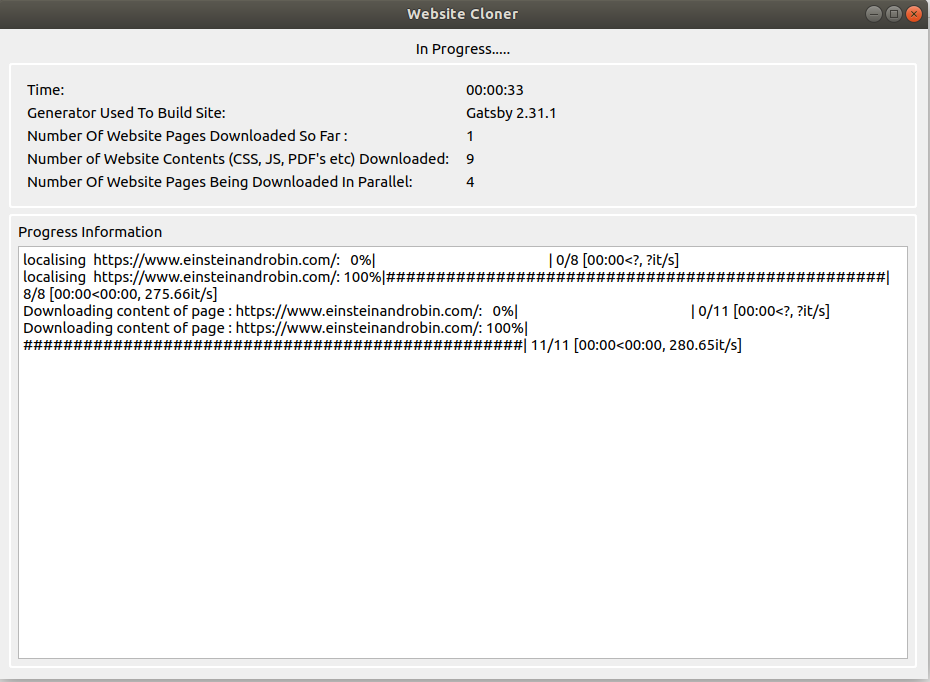 Website Cloner
In Progress.....
Time: 00:00:33
Generator Used To Build Site: Gatsby 2.31.1
Number Of Website Pages Downloaded So Far : 1
Number of Website Contents (CSS, JS, PDF's etc) Downloaded: 9
Number Of Website Pages Being Downloaded In Parallel: 4
Progress Information
localising  https://www.einsteinandrobin.com/:   0%|                                                  | 0/8 [00:00<?, ?it/s]
localising  https://www.einsteinandrobin.com/: 100%|##################################################|
8/8 [00:00<00:00, 275.66it/s]
Downloading content of page : https://www.einsteinandrobin.com/:   0%|                                                  | 0/11 [00:00<?, ?it/s]
Downloading content of page : https://www.einsteinandrobin.com/: 100%|
##################################################| 11/11 [00:00<00:00, 280.65it/s]